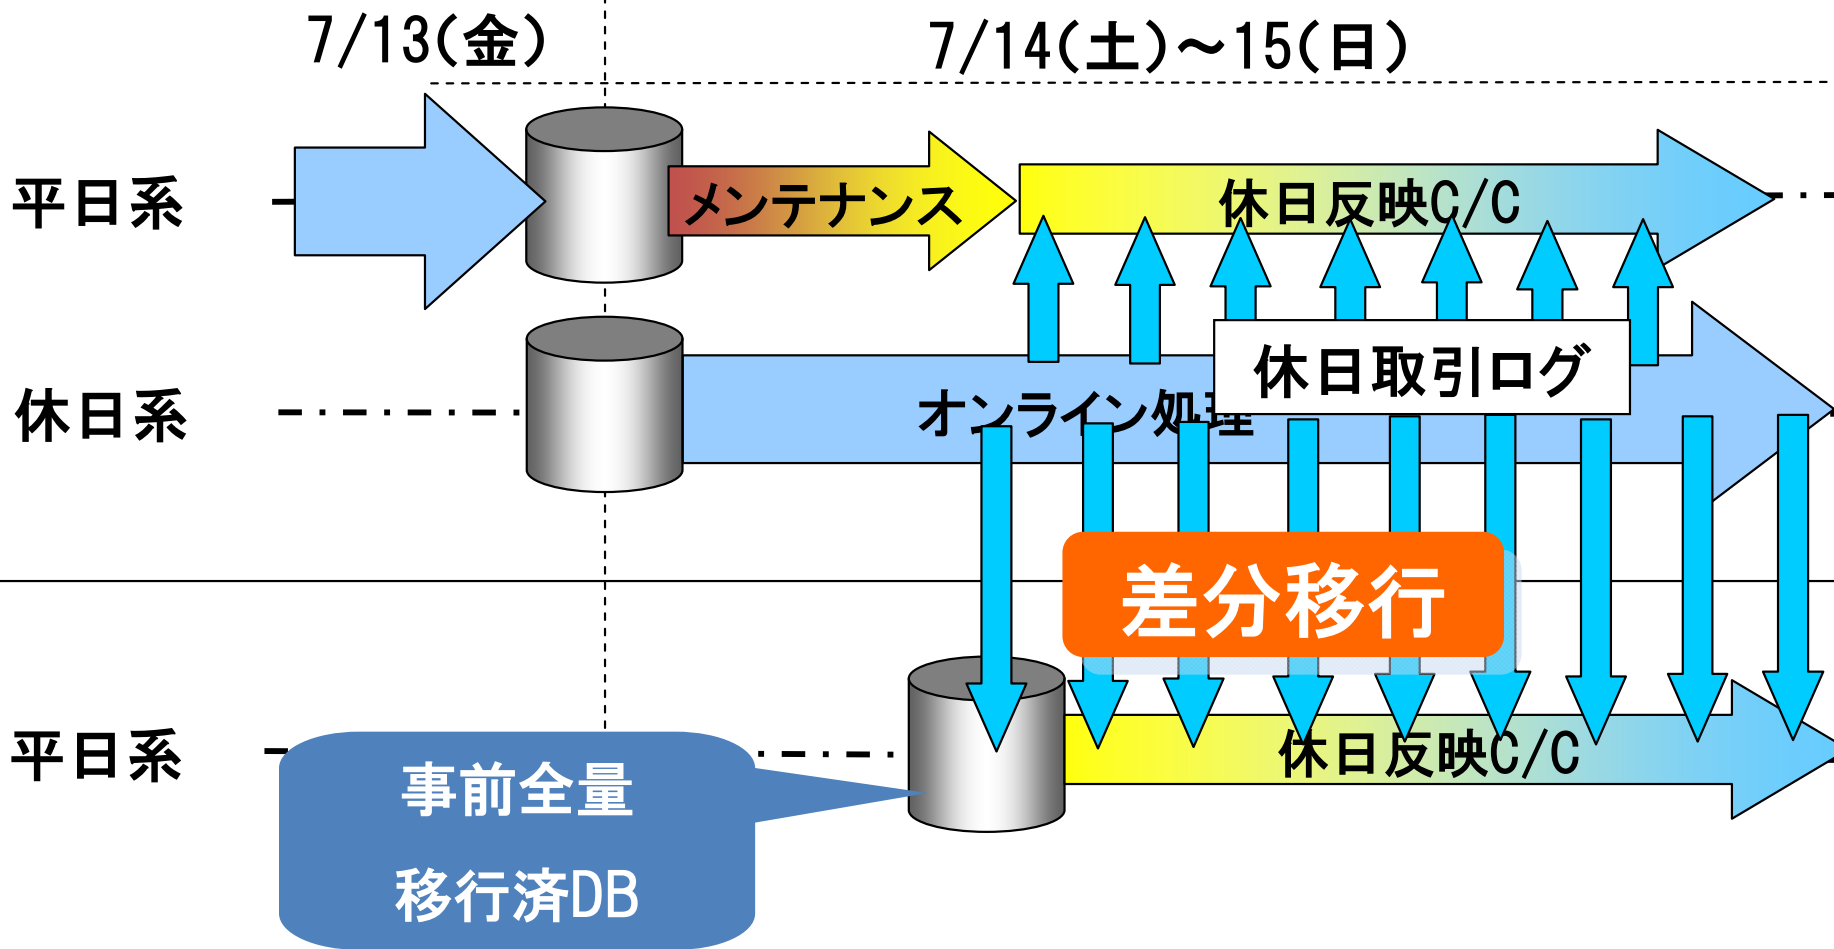 7/13(金)
7/14(土)～15(日)
平日系
メンテナンス
休日反映C/C
休日系
オンライン処理
休日取引ログ
差分移行
平日系
休日反映C/C
事前全量
移行済DB